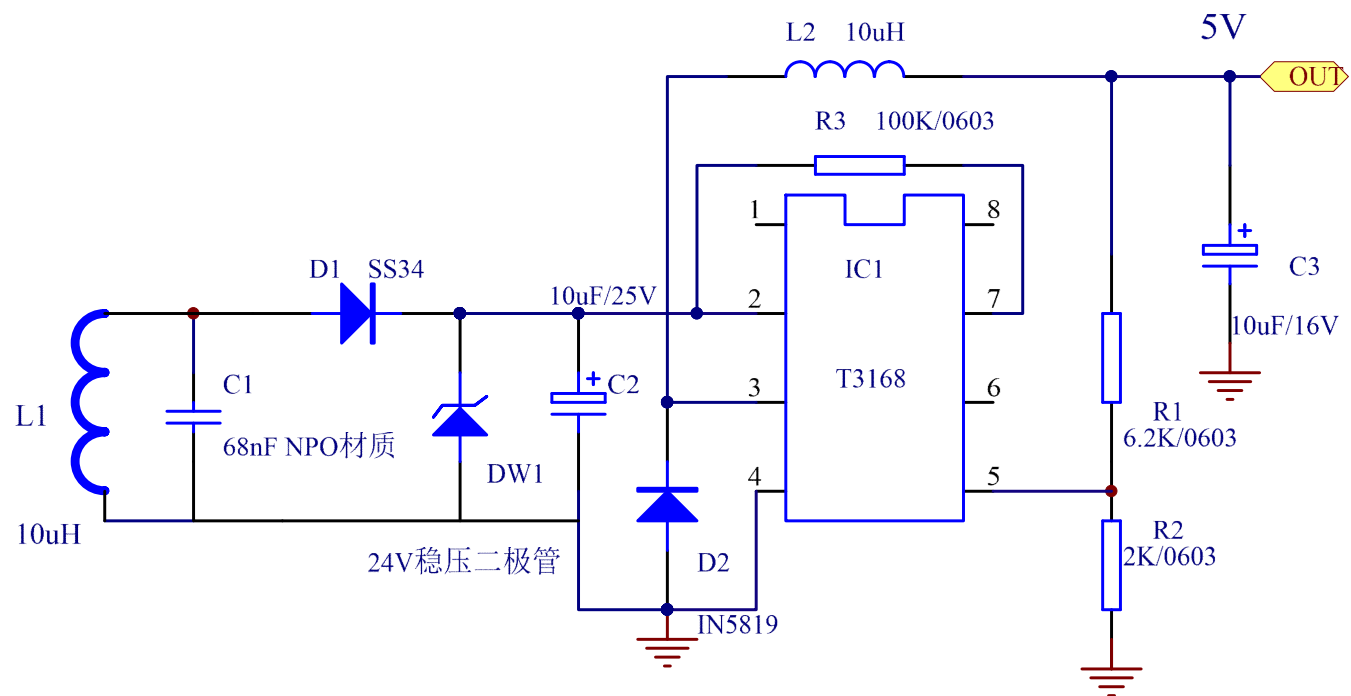 L2 10uH
5V
OUT
R3 100K/0603
1
8
D1 SS34
IC1
C3
10uF/25V
2
7
10uF/16V
C1
C2
T3168
3
6
L1
R1
68nF NPO材质
6.2K/0603
DW1
4
5
10uH
R2
24V稳压二极管
D2
2K/0603
IN5819